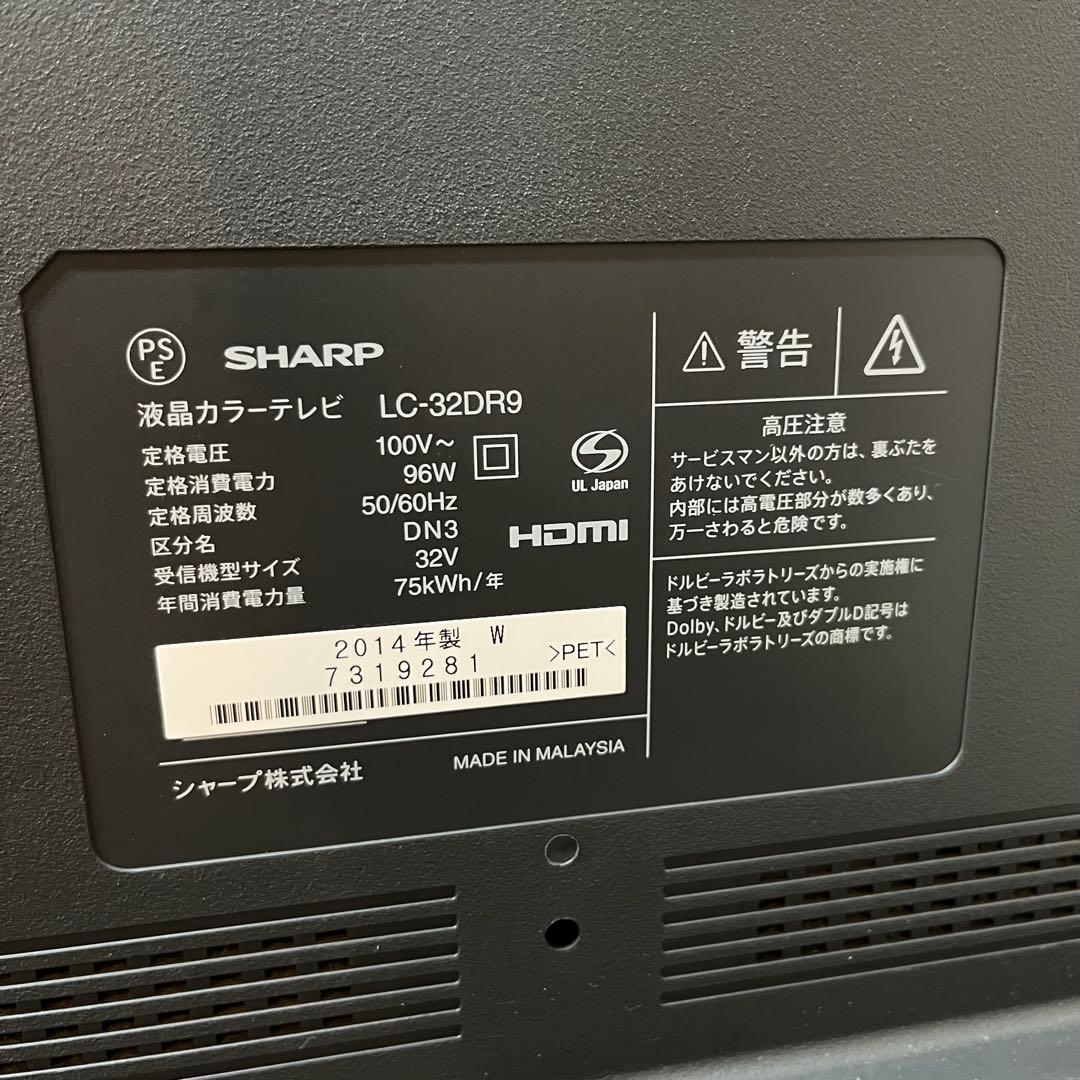 PSE
SHARP
液晶カラーテレビ LC-32DR9
定格電圧 100V～
定格消費電力 96W
定格周波数 50/60Hz
区分名 DN3
受信機型サイズ 32V
年間消費電力量 75kWh/年
S
UL Japan
HDMI
2014年製 W
7319281 >PET<
シャープ株式会社 MADE IN MALAYSIA
警告
高圧注意
サービスマン以外の方は、裏ぶたを
あけないでください。
内部には高電圧部分が数多くあり、
万一さわると危険です。
ドルビーラボラトリーズからの実施権に
基づき製造されています。
Dolby、ドルビー及びダブルD記号は
ドルビーラボラトリーズの商標です。